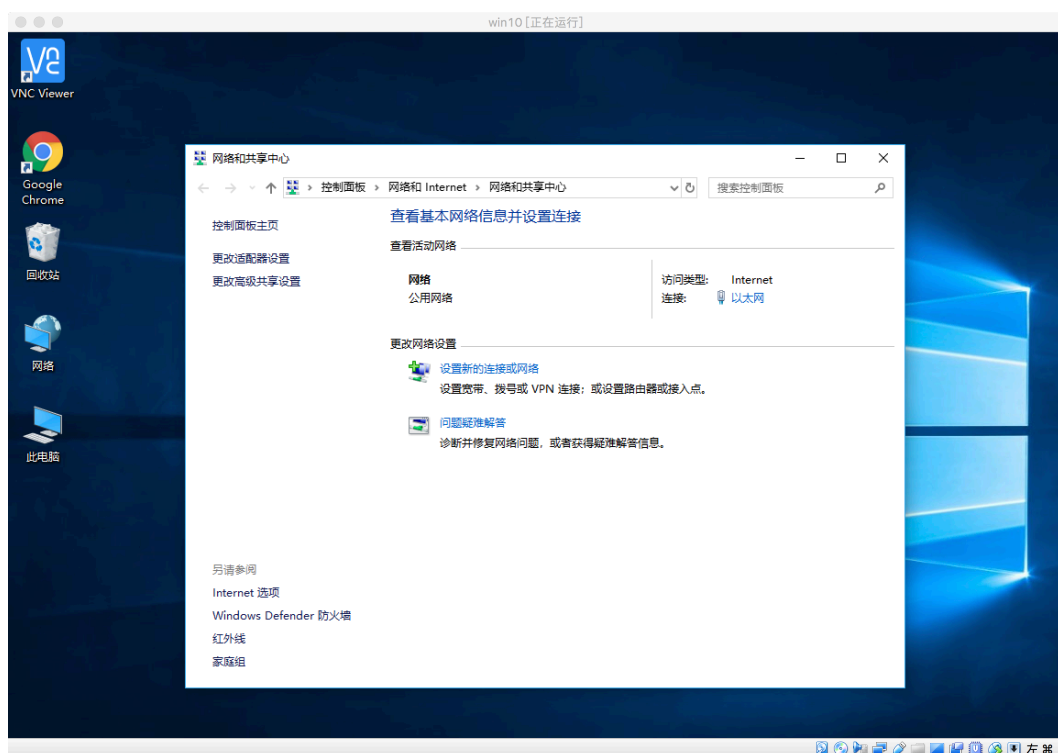 win10 [正在运行]
VNC Viewer
Google
Chrome
回收站
网络
此电脑
网络和共享中心
控制面板 › 网络和 Internet › 网络和共享中心
搜索控制面板
控制面板主页
更改适配器设置
更改高级共享设置
查看基本网络信息并设置连接
查看活动网络
网络
公用网络
访问类型: Internet
连接: 以太网
更改网络设置
设置新的连接或网络
设置宽带、拨号或 VPN 连接；或设置路由器或接入点。
问题疑难解答
诊断并修复网络问题，或者获得疑难解答信息。
另请参阅
Internet 选项
Windows Defender 防火墙
红外线
家庭组
左 ⌘